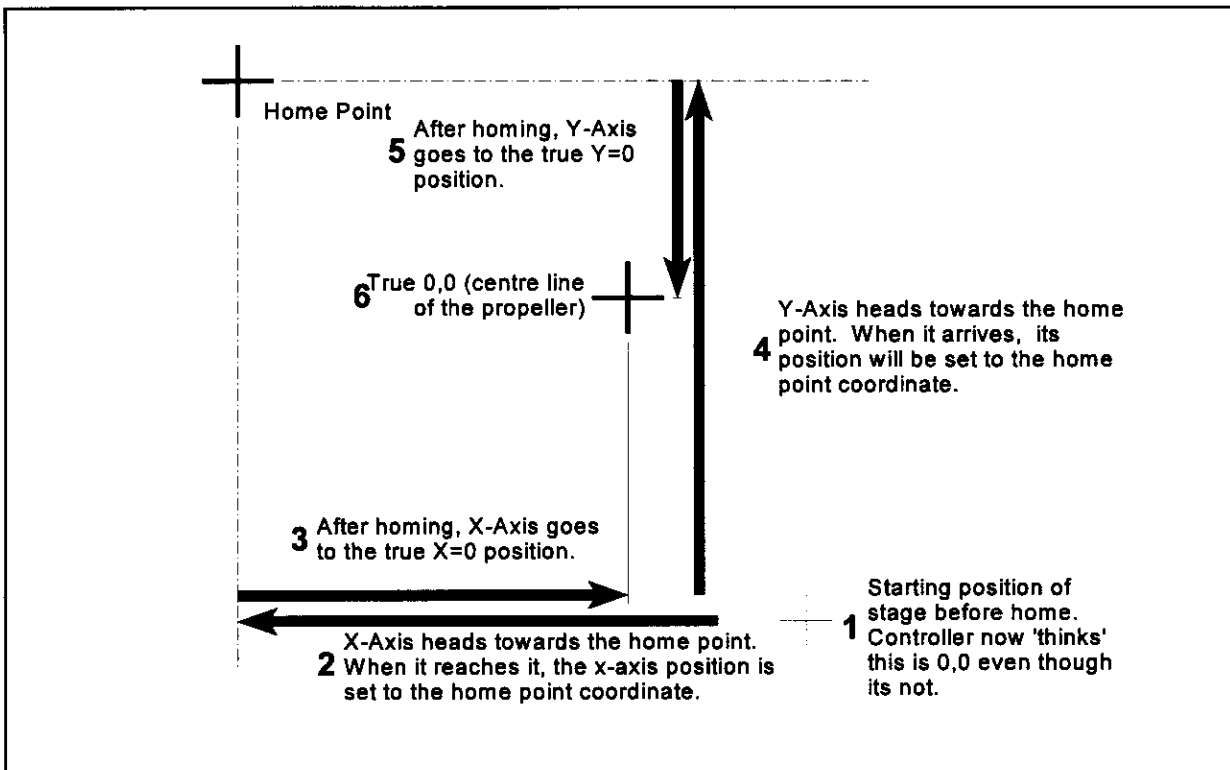 Home Point
5 After homing, Y-Axis
goes to the true Y=0
position.
6 True 0,0 (centre line
of the propeller)
Y-Axis heads towards the home
point. When it arrives, its
4 position will be set to the home
point coordinate.
After homing, X-Axis goes
3 to the true X=0 position.
Starting position of
stage before home.
1 Controller now 'thinks'
this is 0,0 even though
its not.
X-Axis heads towards the home point.
2 When it reaches it, the x-axis position is
set to the home point coordinate.